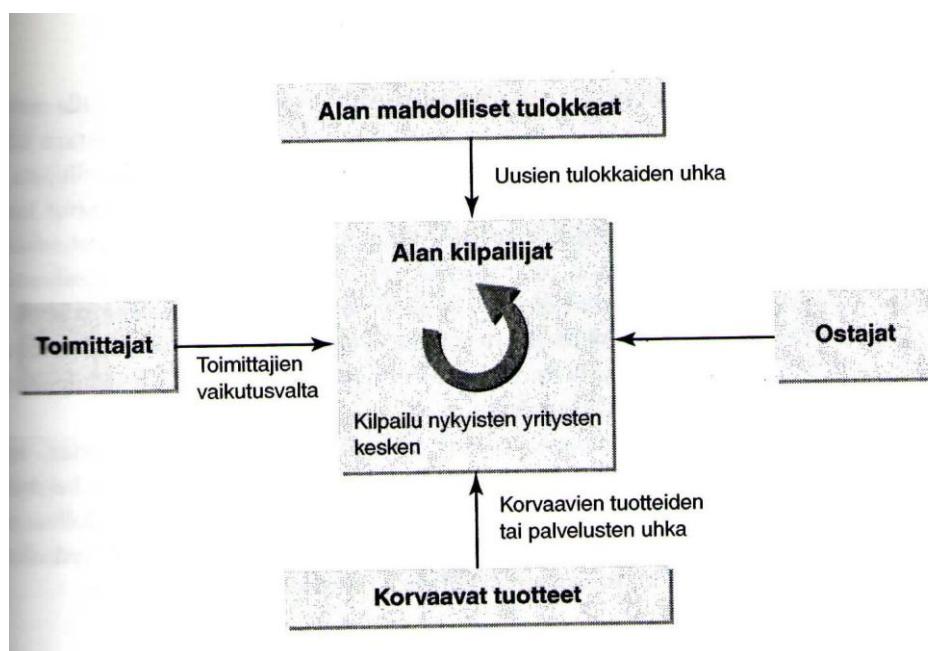 Alan mahdolliset tulokkaat
Uusien tulokkaiden uhka
Alan kilpailijat
Toimittajat
Toimittajien
vaikutusvalta
Ostajat
Kilpailu nykyisten yritysten
kesken
Korvaavien tuotteiden
tai palvelusten uhka
Korvaavat tuotteet